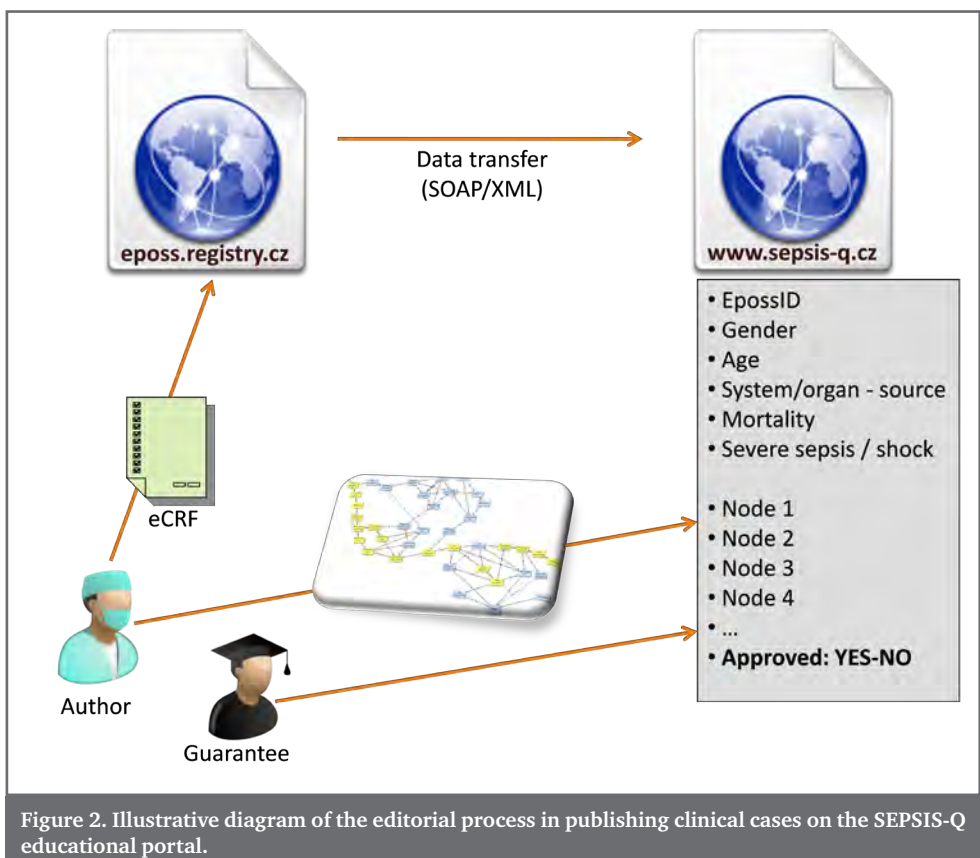 eposs.registry.cz
Data transfer
(SOAP/XML)
www.sepsis-q.cz
• EpossID
• Gender
• Age
• System/organ - source
• Mortality
• Severe sepsis / shock
• Node 1
• Node 2
• Node 3
• Node 4
• ...
• Approved: YES-NO
eCRF
Author
Guarantee
Figure 2. Illustrative diagram of the editorial process in publishing clinical cases on the SEPSIS-Q
educational portal.